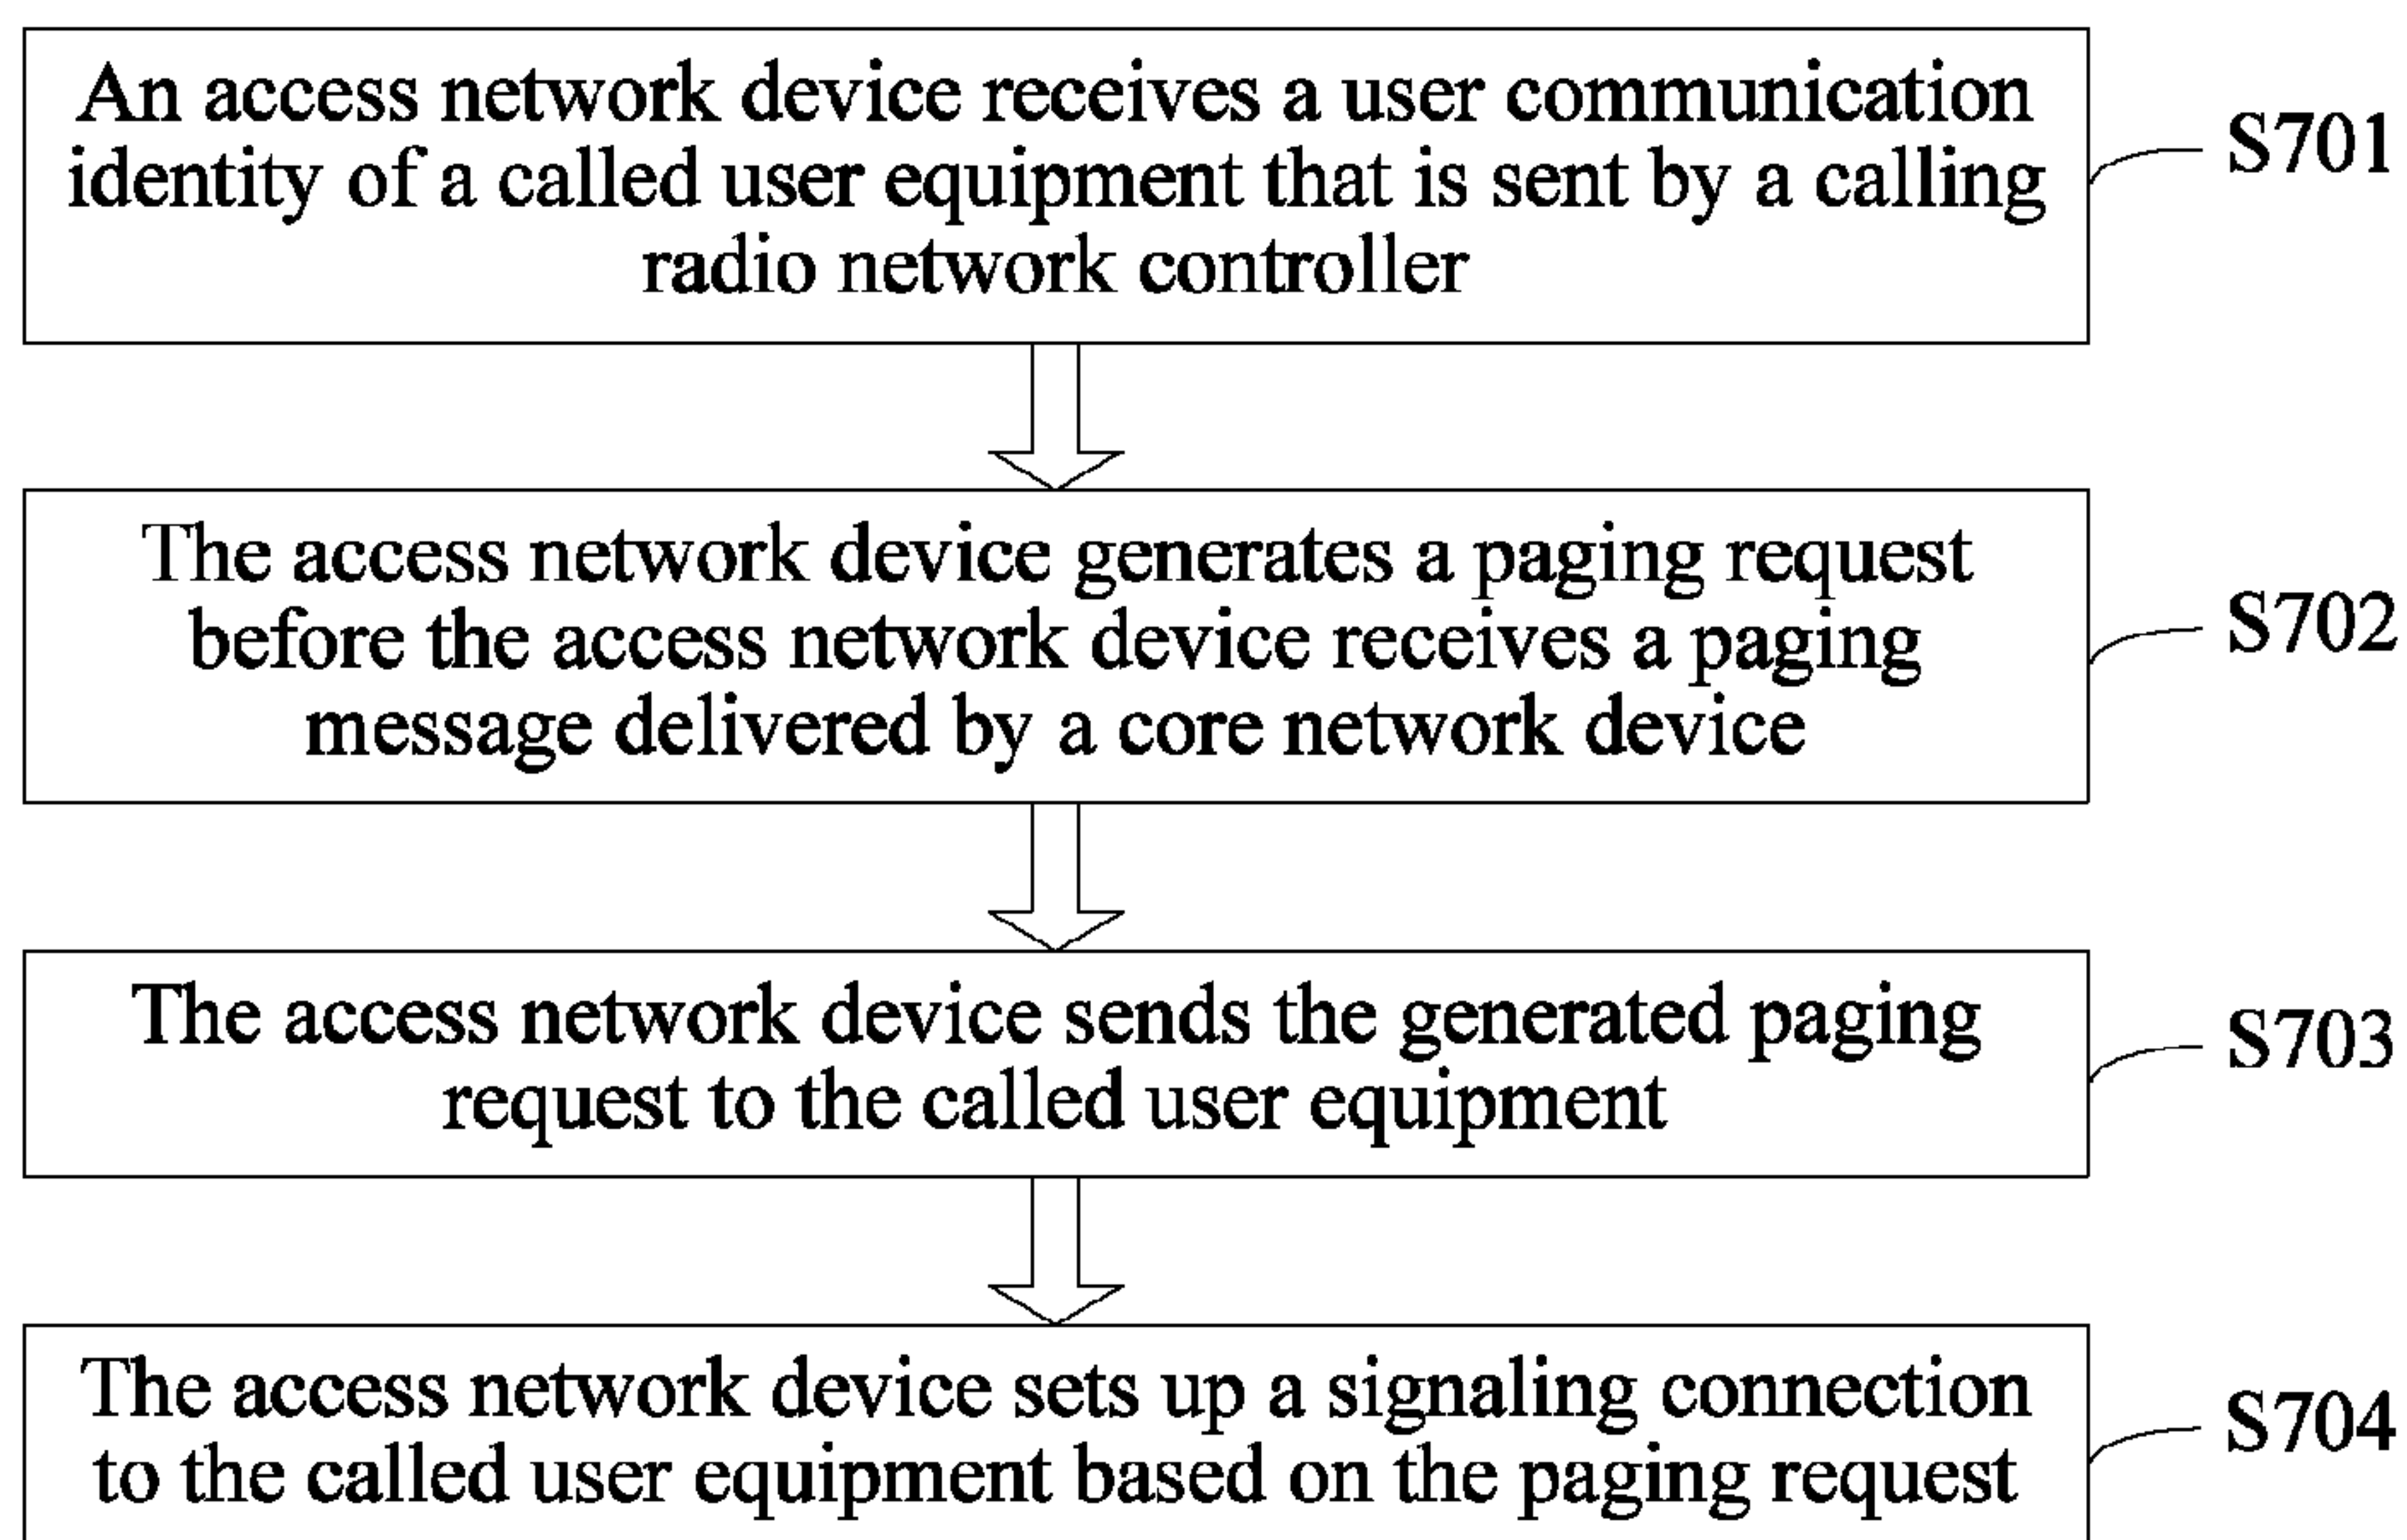 An access network device receives a user communication
identity of a called user equipment that is sent by a calling
radio network controller
S701
The access network device generates a paging request
before the access network device receives a paging
message delivered by a core network device
S702
The access network device sends the generated paging
request to the called user equipment
S703
The access network device sets up a signaling connection
to the called user equipment based on the paging request
S704